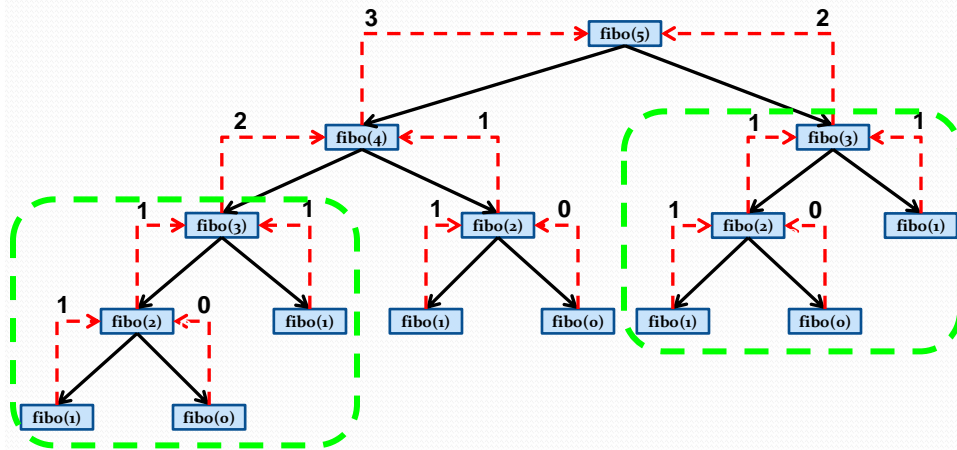 3 2
fibo(5)
2 1 1 1
fibo(4) fibo(3)
1 1 1 0 1 0
fibo(3) fibo(2) fibo(2) fibo(1)
1 0
fibo(2) fibo(1) fibo(1) fibo(0) fibo(1) fibo(0)
fibo(1) fibo(0)